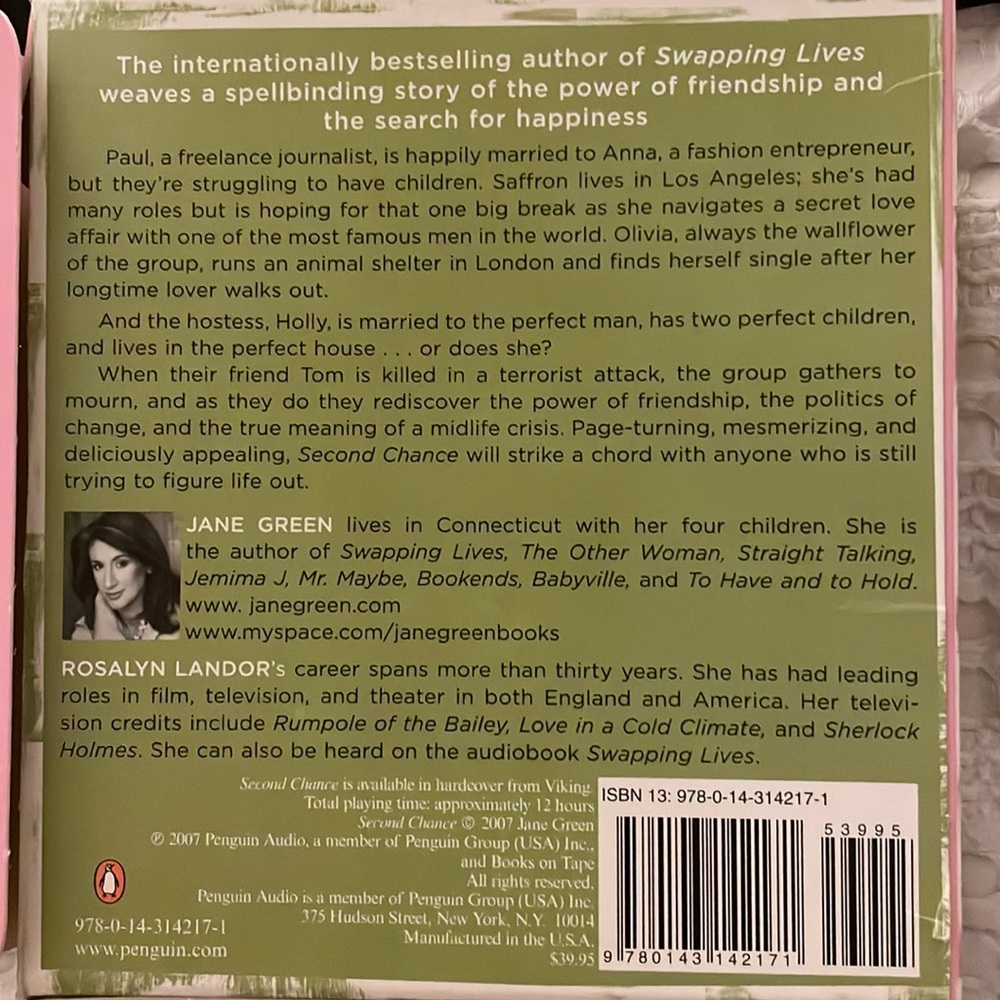 The internationally bestselling author of Swapping Lives
weaves a spellbinding story of the power of friendship and
the search for happiness
Paul, a freelance journalist, is happily married to Anna, a fashion entrepreneur,
but they're struggling to have children. Saffron lives in Los Angeles; she's had
many roles but is hoping for that one big break as she navigates a secret love
affair with one of the most famous men in the world. Olivia, always the wallflower
of the group, runs an animal shelter in London and finds herself single after her
longtime lover walks out.
And the hostess, Holly, is married to the perfect man, has two perfect children,
and lives in the perfect house . . . or does she?
When their friend Tom is killed in a terrorist attack, the group gathers to
mourn, and as they do they rediscover the power of friendship, the politics of
change, and the true meaning of a midlife crisis. Page-turning, mesmerizing, and
deliciously appealing, Second Chance will strike a chord with anyone who is still
trying to figure life out.
JANE GREEN lives in Connecticut with her four children. She is
the author of Swapping Lives, The Other Woman, Straight Talking,
Jemima J, Mr. Maybe, Bookends, Babyville, and To Have and to Hold.
www. janegreen.com
www.myspace.com/janegreenbooks
ROSALYN LANDOR's career spans more than thirty years. She has had leading
roles in film, television, and theater in both England and America. Her televi-
sion credits include Rumpole of the Bailey, Love in a Cold Climate, and Sherlock
Holmes. She can also be heard on the audiobook Swapping Lives.
Second Chance is available in hardcover from Viking
Total playing time: approximately 12 hours
Second Chance © 2007 Jane Green
℗ 2007 Penguin Audio, a member of Penguin Group (USA) Inc.,
and Books on Tape
All rights reserved.
Penguin Audio is a member of Penguin Group (USA) Inc.
375 Hudson Street, New York, N.Y. 10014
Manufactured in the U.S.A.
$39.95
978-0-14-314217-1
www.penguin.com
ISBN 13: 978-0-14-314217-1
53995
9 780143 142171